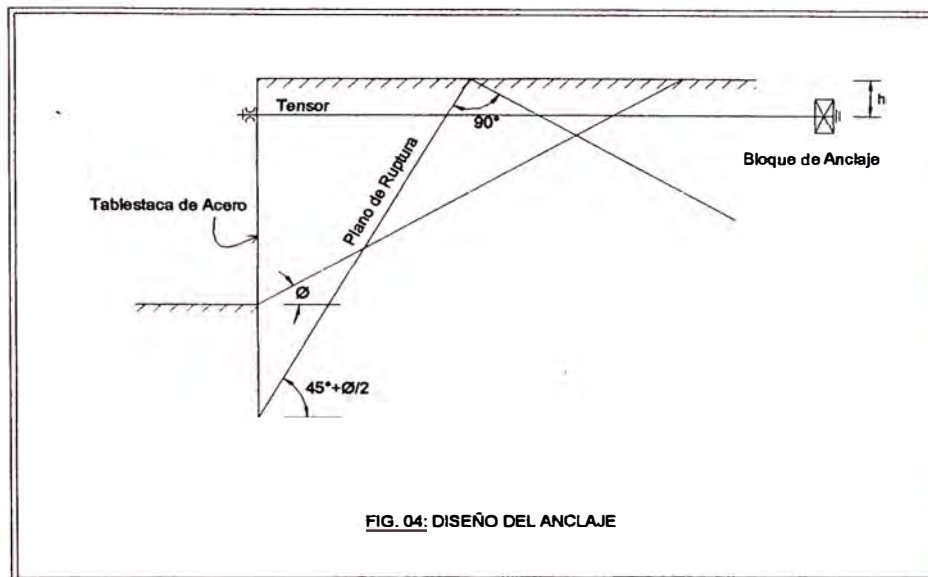 h
Tensor
90°
Bloque de Anclaje
Plano de Ruptura
Tablestaca de Acero
Ø
45°+Ø/2
FIG. 04: DISEÑO DEL ANCLAJE